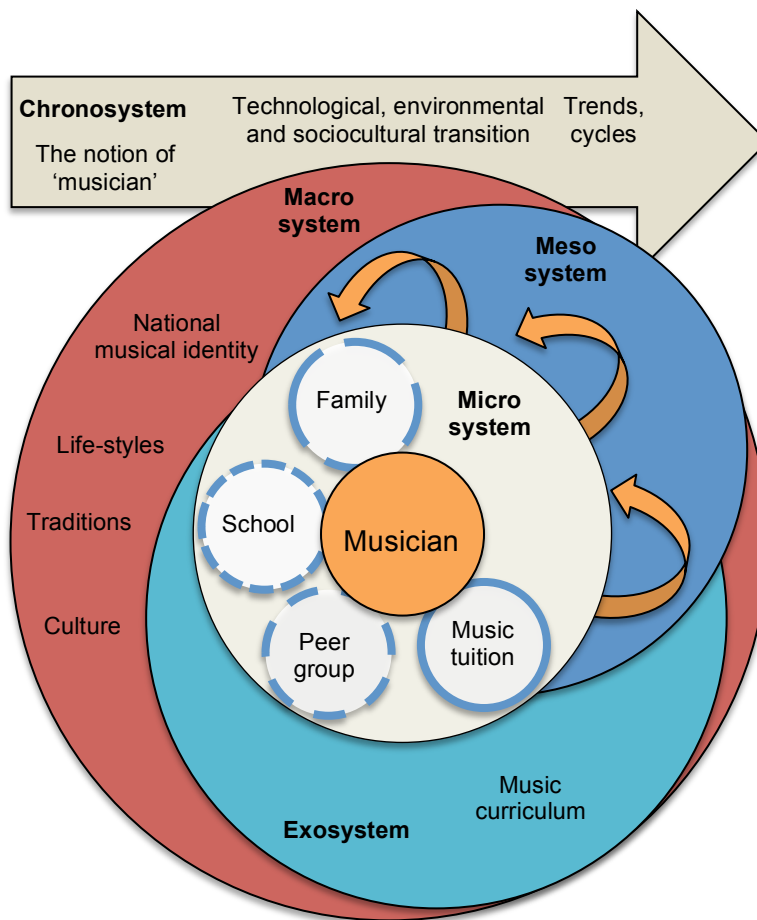 Chronosystem
The notion of
‘musician’
Technological, environmental
and sociocultural transition
Trends,
cycles
Macro
system
Meso
system
National
musical identity
Life-styles
Traditions
Culture
Micro
system
Family
School
Musician
Peer
group
Music
tuition
Music
curriculum
Exosystem